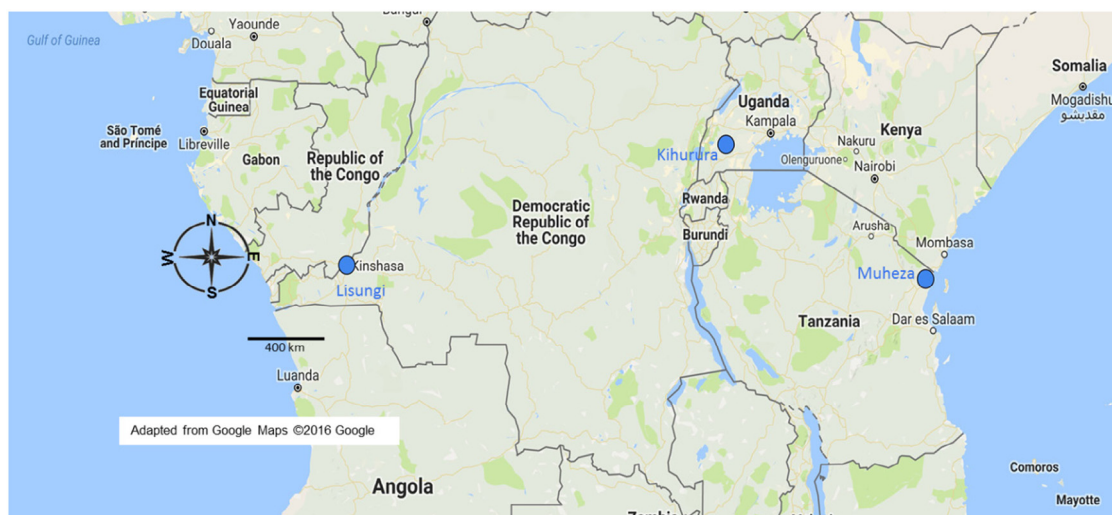 Bangui
Yaounde
Douala
Gulf of Guinea
Equatorial
Guinea
São Tomé
and Príncipe
Libreville
Gabon
Republic of
the Congo
Uganda
Kampala
Kihurura
Kenya
Nakuru
Olenguruone
Nairobi
Somalia
Mogadishu
مقديشو
Democratic
Republic of
the Congo
Rwanda
Burundi
Arusha
Mombasa
Muheza
N
W
E
S
Kinshasa
Lisungi
400 km
Tanzania
Dar es Salaam
Luanda
Adapted from Google Maps ©2016 Google
Angola
Zambia
Comoros
Mayotte